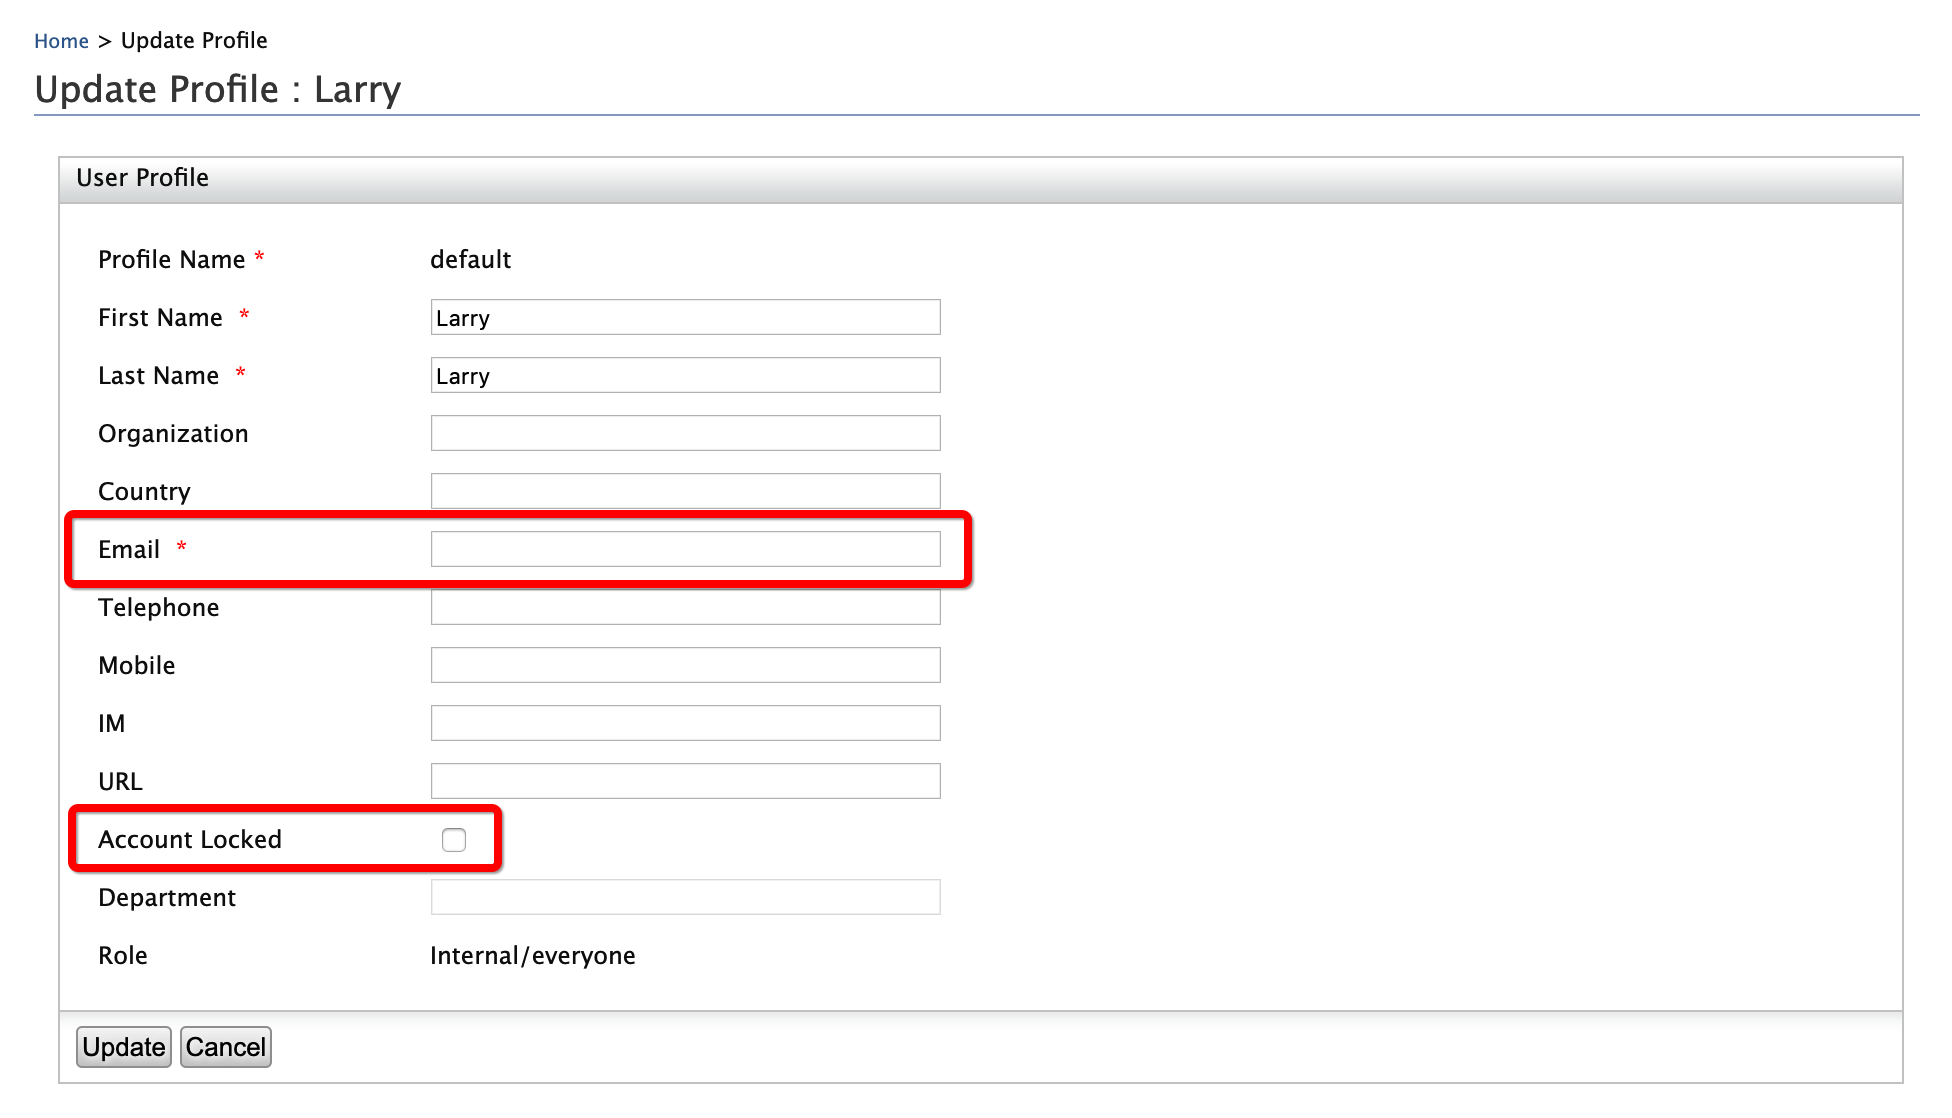 Home > Update Profile
Update Profile : Larry
User Profile
Profile Name * default
First Name * Larry
Last Name * Larry
Organization
Country
Email *
Telephone
Mobile
IM
URL
Account Locked
Department
Role Internal/everyone
Update Cancel